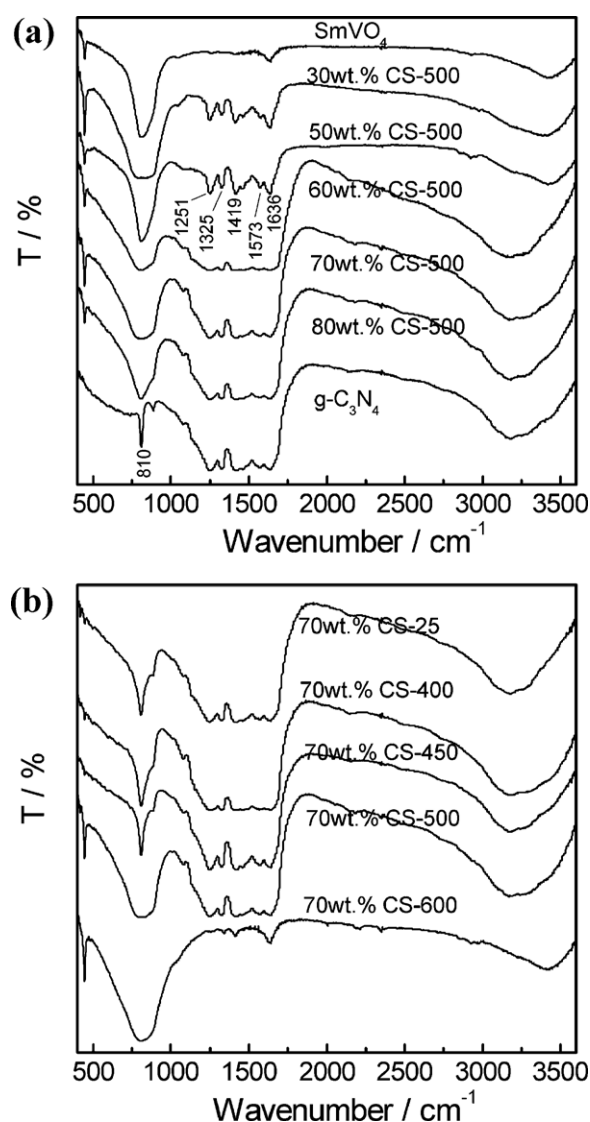 (a)
SmVO₄
30wt.% CS-500
50wt.% CS-500
60wt.% CS-500
70wt.% CS-500
80wt.% CS-500
g-C₃N₄
1251
1325
1419
1573
1636
810
T / %
500 1000 1500 2000 2500 3000 3500
Wavenumber / cm⁻¹
(b)
70wt.% CS-25
70wt.% CS-400
70wt.% CS-450
70wt.% CS-500
70wt.% CS-600
T / %
500 1000 1500 2000 2500 3000 3500
Wavenumber / cm⁻¹